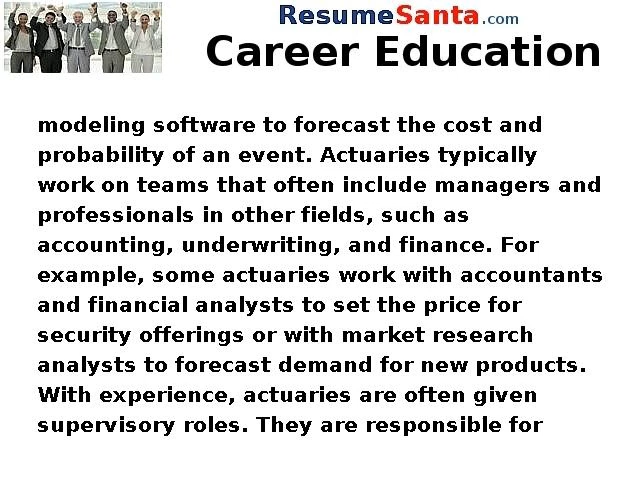 ResumeSanta.com
Career Education
modeling software to forecast the cost and
probability of an event. Actuaries typically
work on teams that often include managers and
professionals in other fields, such as
accounting, underwriting, and finance. For
example, some actuaries work with accountants
and financial analysts to set the price for
security offerings or with market research
analysts to forecast demand for new products.
With experience, actuaries are often given
supervisory roles. They are responsible for